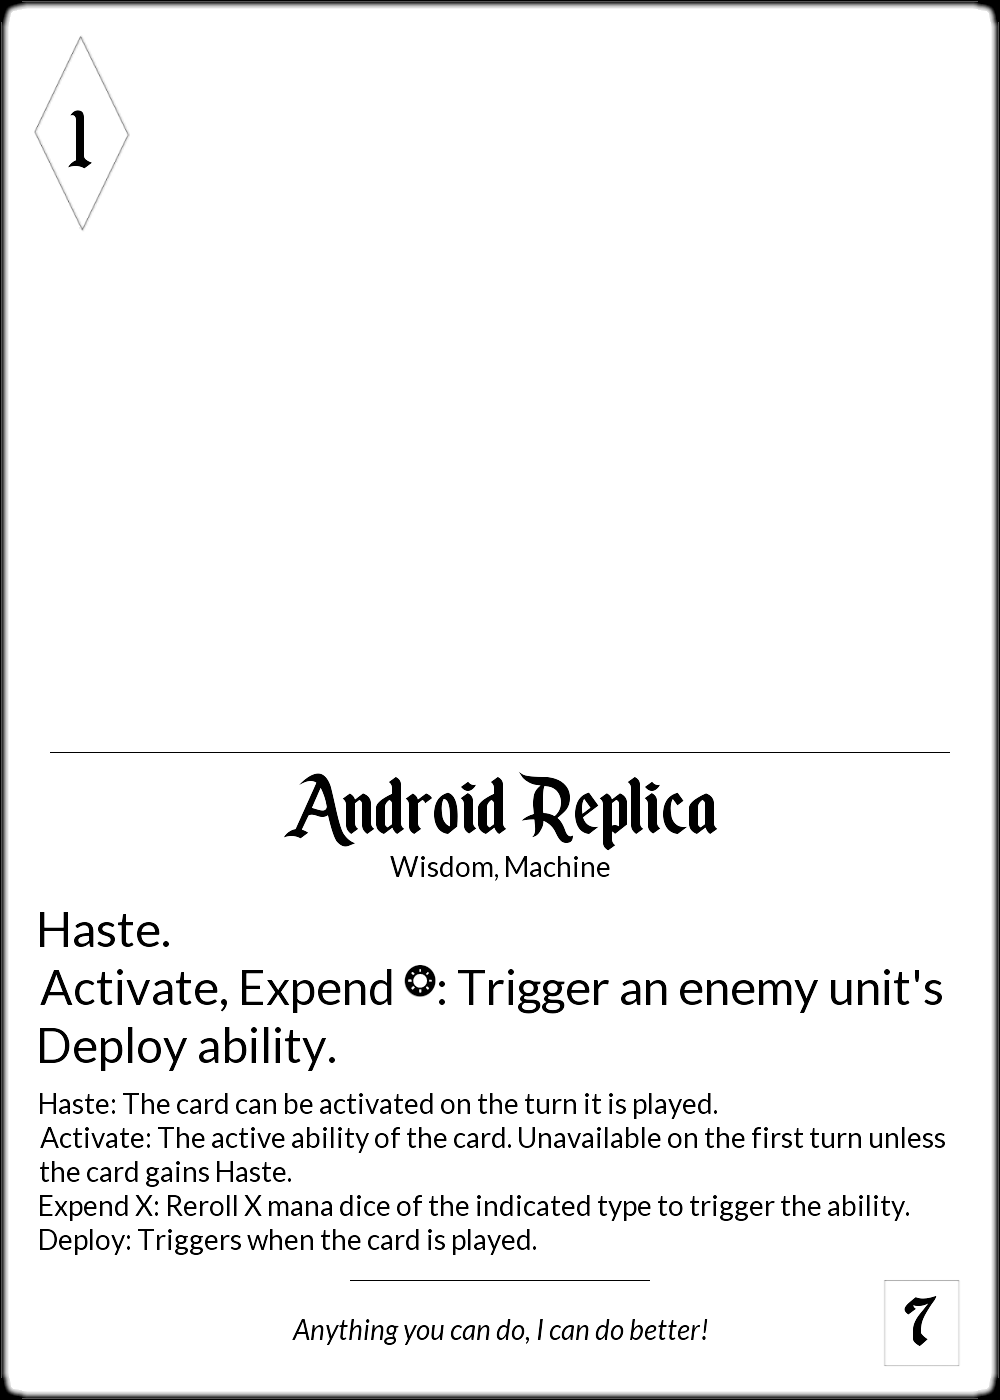 1
Android Replica
Wisdom, Machine
Haste.
Activate, Expend : Trigger an enemy unit's
Deploy ability.
Haste: The card can be activated on the turn it is played.
Activate: The active ability of the card. Unavailable on the first turn unless
the card gains Haste.
Expend X: Reroll X mana dice of the indicated type to trigger the ability.
Deploy: Triggers when the card is played.
Anything you can do, I can do better!
7